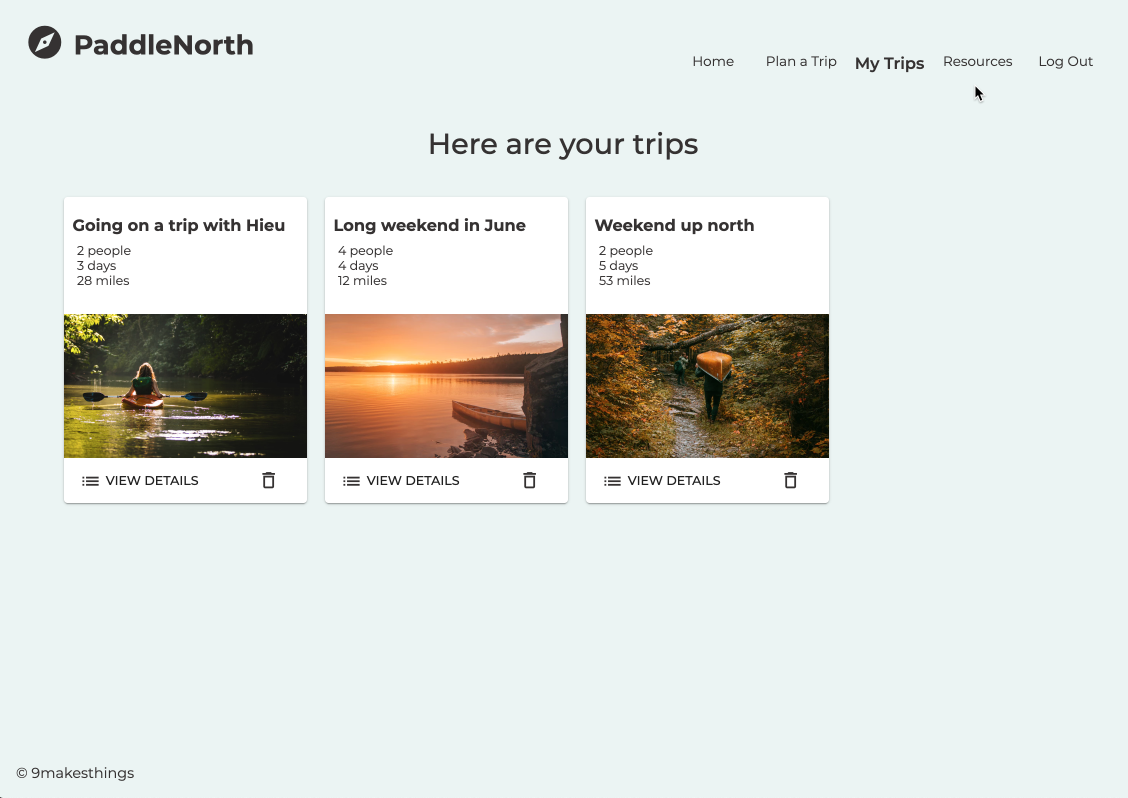 PaddleNorth
Home Plan a Trip My Trips Resources Log Out
Here are your trips
Going on a trip with Hieu
2 people
3 days
28 miles
VIEW DETAILS
Long weekend in June
4 people
4 days
12 miles
VIEW DETAILS
Weekend up north
2 people
5 days
53 miles
VIEW DETAILS
© 9makesthings